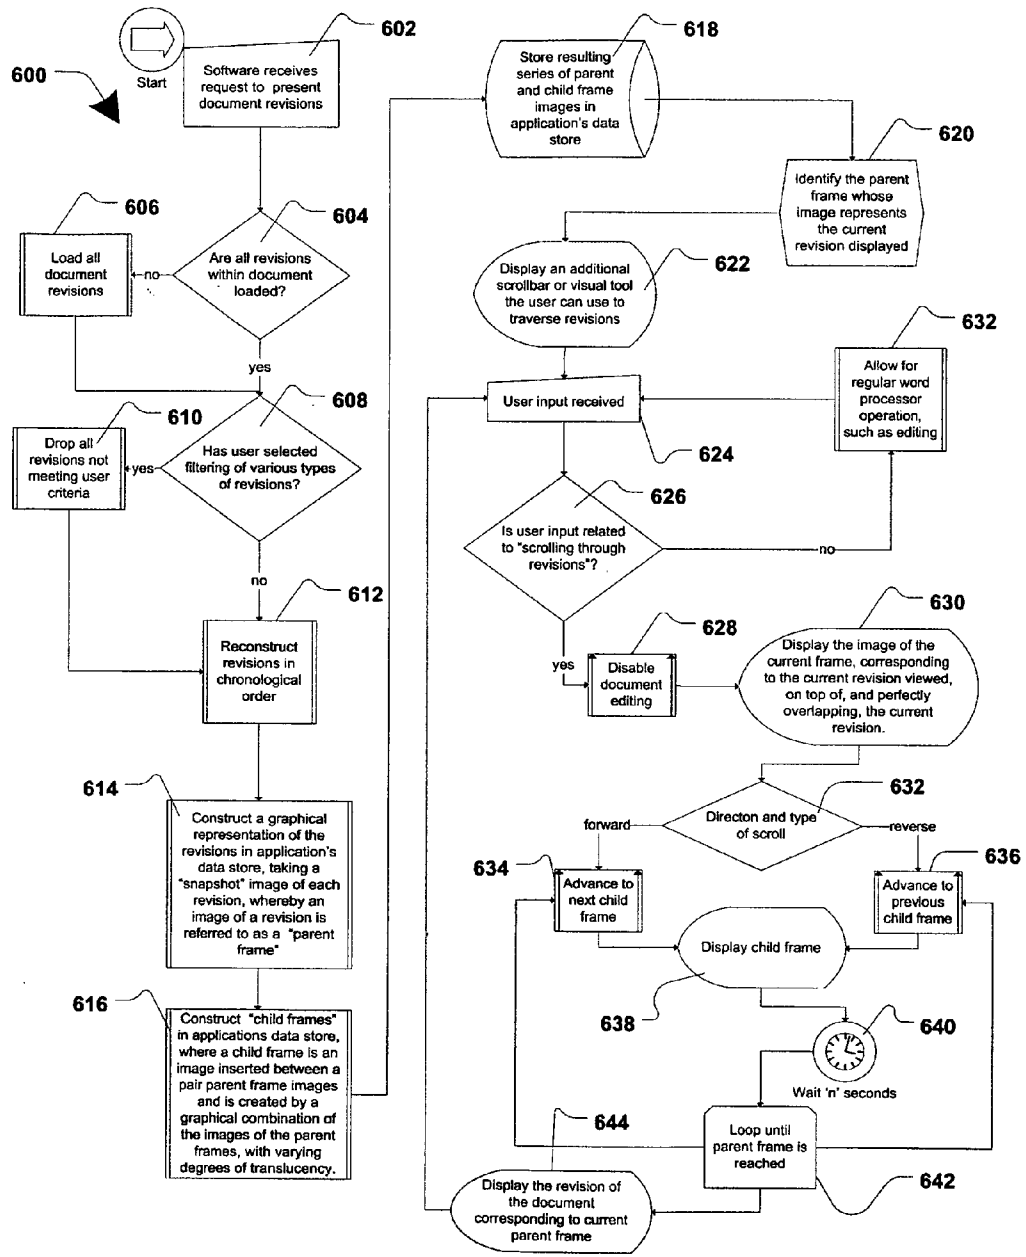 600
Start
602
Software receives
request to present
document revisions
604
Are all revisions
within document
loaded?
no
606
Load all
document
revisions
yes
608
Has user selected
filtering of various types
of revisions?
yes
610
Drop all
revisions not
meeting user
criteria
no
612
Reconstruct
revisions in
chronological
order
614
Construct a graphical
representation of the
revisions in application's
data store, taking a
"snapshot" image of each
revision, whereby an
image of a revision is
referred to as a "parent
frame"
616
Construct "child frames"
in applications data store,
where a child frame is an
image inserted between a
pair parent frame images
and is created by a
graphical combination of
the images of the parent
frames, with varying
degrees of translucency.
618
Store resulting
series of parent
and child frame
images in
application's data
store
620
Identify the parent
frame whose
image represents
the current
revision displayed
622
Display an additional
scrollbar or visual tool
the user can use to
traverse revisions
632
Allow for
regular word
processor
operation,
such as editing
User input received
624
626
Is user input related
to "scrolling through
revisions"?
no
yes
628
Disable
document
editing
630
Display the image of the
current frame, corresponding
to the current revision viewed,
on top of, and perfectly
overlapping, the current
revision.
632
Directon and type
of scroll
forward
reverse
634
Advance to
next child
frame
636
Advance to
previous
child frame
Display child frame
638
640
Wait 'n' seconds
Loop until
parent frame is
reached
642
644
Display the revision of
the document
corresponding to current
parent frame